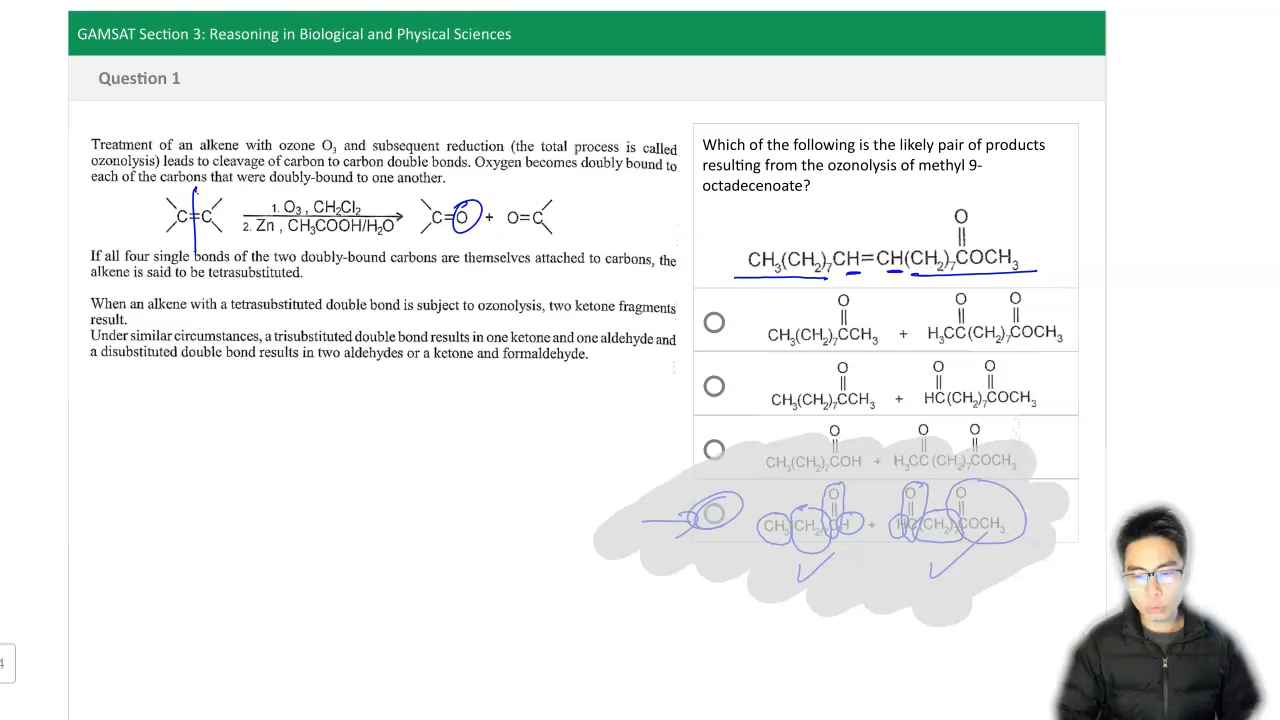 GAMSAT Section 3: Reasoning in Biological and Physical Sciences
Question 1
Treatment of an alkene with ozone O₃ and subsequent reduction (the total process is called
ozonolysis) leads to cleavage of carbon to carbon double bonds. Oxygen becomes doubly bound to
each of the carbons that were doubly-bound to one another.
C=C
1. O₃ , CH₂Cl₂
2. Zn , CH₃COOH/H₂O
C=O + O=C
If all four single bonds of the two doubly-bound carbons are themselves attached to carbons, the
alkene is said to be tetrasubstituted.
When an alkene with a tetrasubstituted double bond is subject to ozonolysis, two ketone fragments
result.
Under similar circumstances, a trisubstituted double bond results in one ketone and one aldehyde and
a disubstituted double bond results in two aldehydes or a ketone and formaldehyde.
Which of the following is the likely pair of products
resulting from the ozonolysis of methyl 9-
octadecenoate?
O
CH₃(CH₂)₇CH=CH(CH₂)₇COCH₃
O O O
CH₃(CH₂)₇CCH₃ + H₃CC(CH₂)₇COCH₃
O O O
CH₃(CH₂)₇CCH₃ + HC(CH₂)₇COCH₃
O O O
CH₃(CH₂)₇COH + H₃CC(CH₂)₇COCH₃
O O O
CH₃(CH₂)₇CH + HC(CH₂)₇COCH₃
4